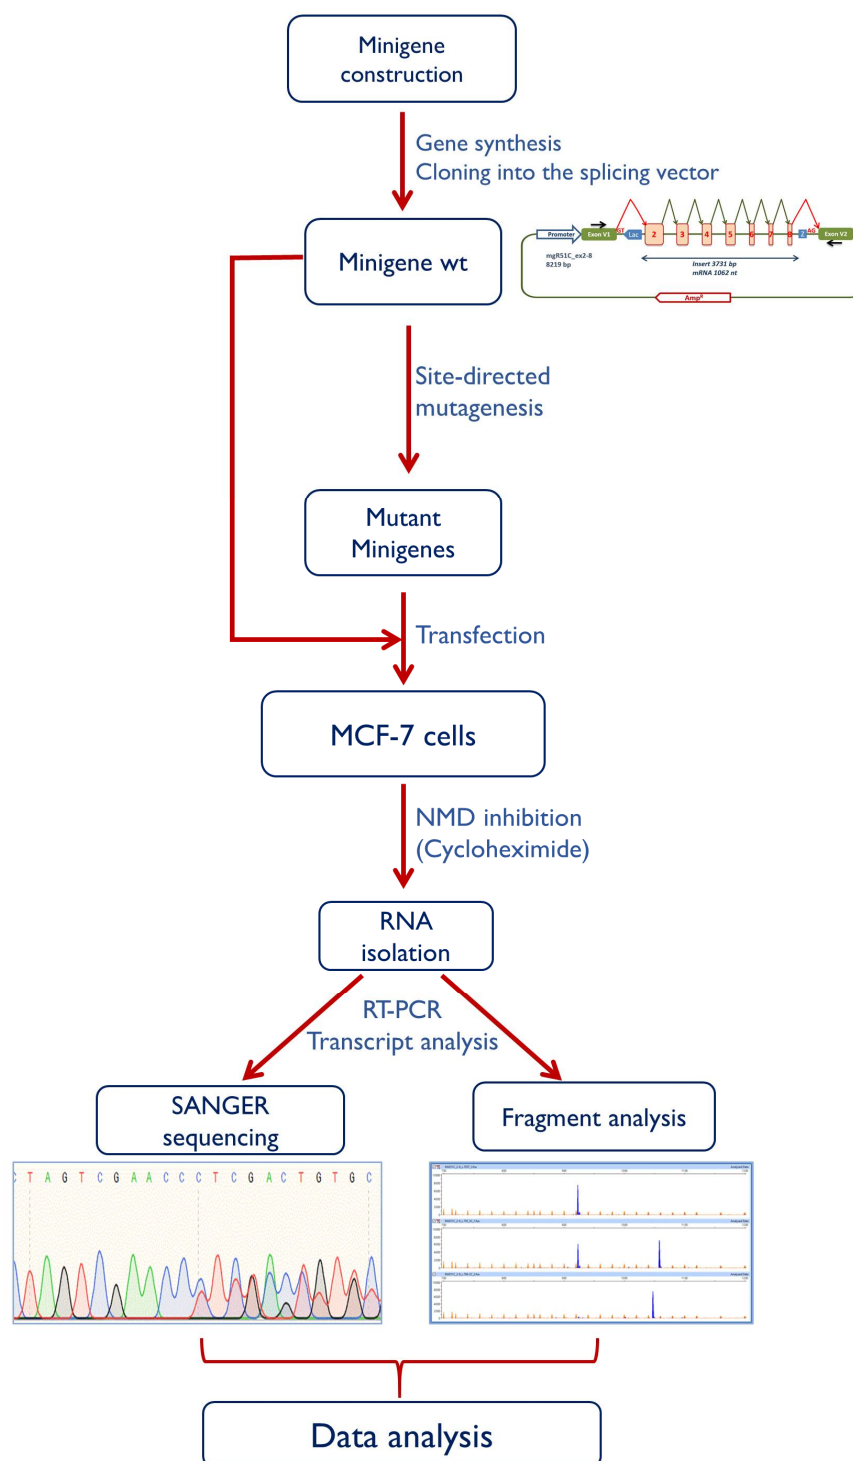 Minigene
construction
Gene synthesis
Cloning into the splicing vector
Minigene wt
Promoter
Exon V1
GT
Lac
2
3
4
5
6
7
8
Z
AG
Exon V2
mgR51C_ex2-8
8219 bp
Insert 3731 bp
mRNA 1062 nt
AmpR
Site-directed
mutagenesis
Mutant
Minigenes
Transfection
MCF-7 cells
NMD inhibition
(Cycloheximide)
RNA
isolation
RT-PCR
Transcript analysis
SANGER
sequencing
Fragment analysis
T A G T C G A A C C C T C G A C T G T G C
Data analysis